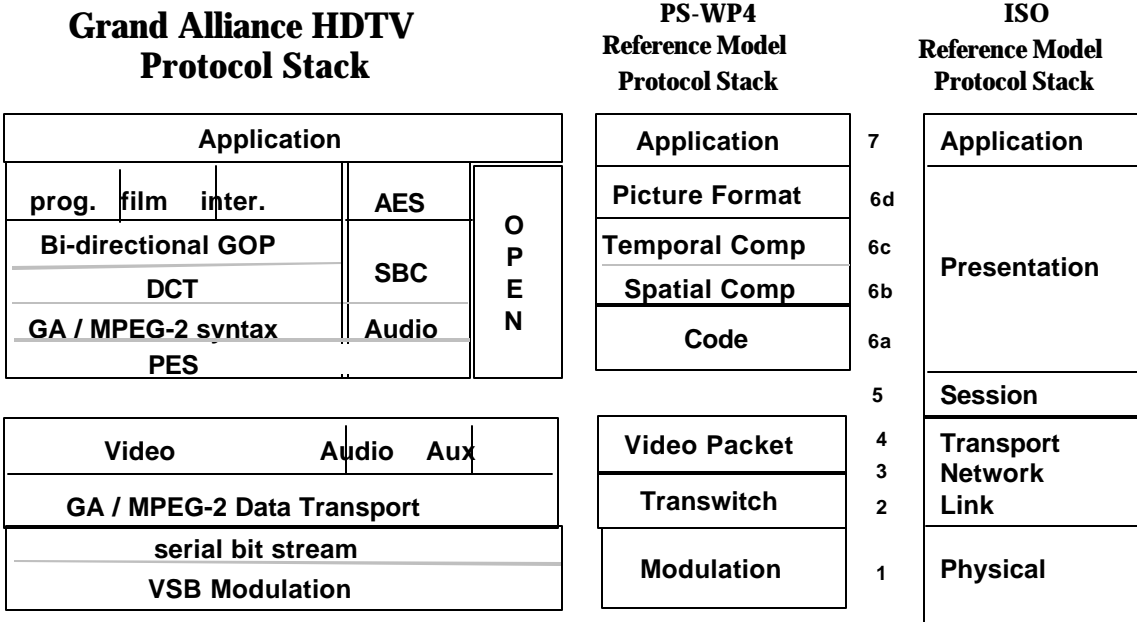 Grand Alliance HDTV
Protocol Stack
PS-WP4
Reference Model
Protocol Stack
ISO
Reference Model
Protocol Stack
Application
prog. film inter.
AES
Bi-directional GOP
DCT
SBC
GA / MPEG-2 syntax
Audio
PES
O
P
E
N
Video Audio Aux
GA / MPEG-2 Data Transport
serial bit stream
VSB Modulation
Application
Picture Format
Temporal Comp
Spatial Comp
Code
Video Packet
Transwitch
Modulation
7
6d
6c
6b
6a
5
4
3
2
1
Application
Presentation
Session
Transport
Network
Link
Physical